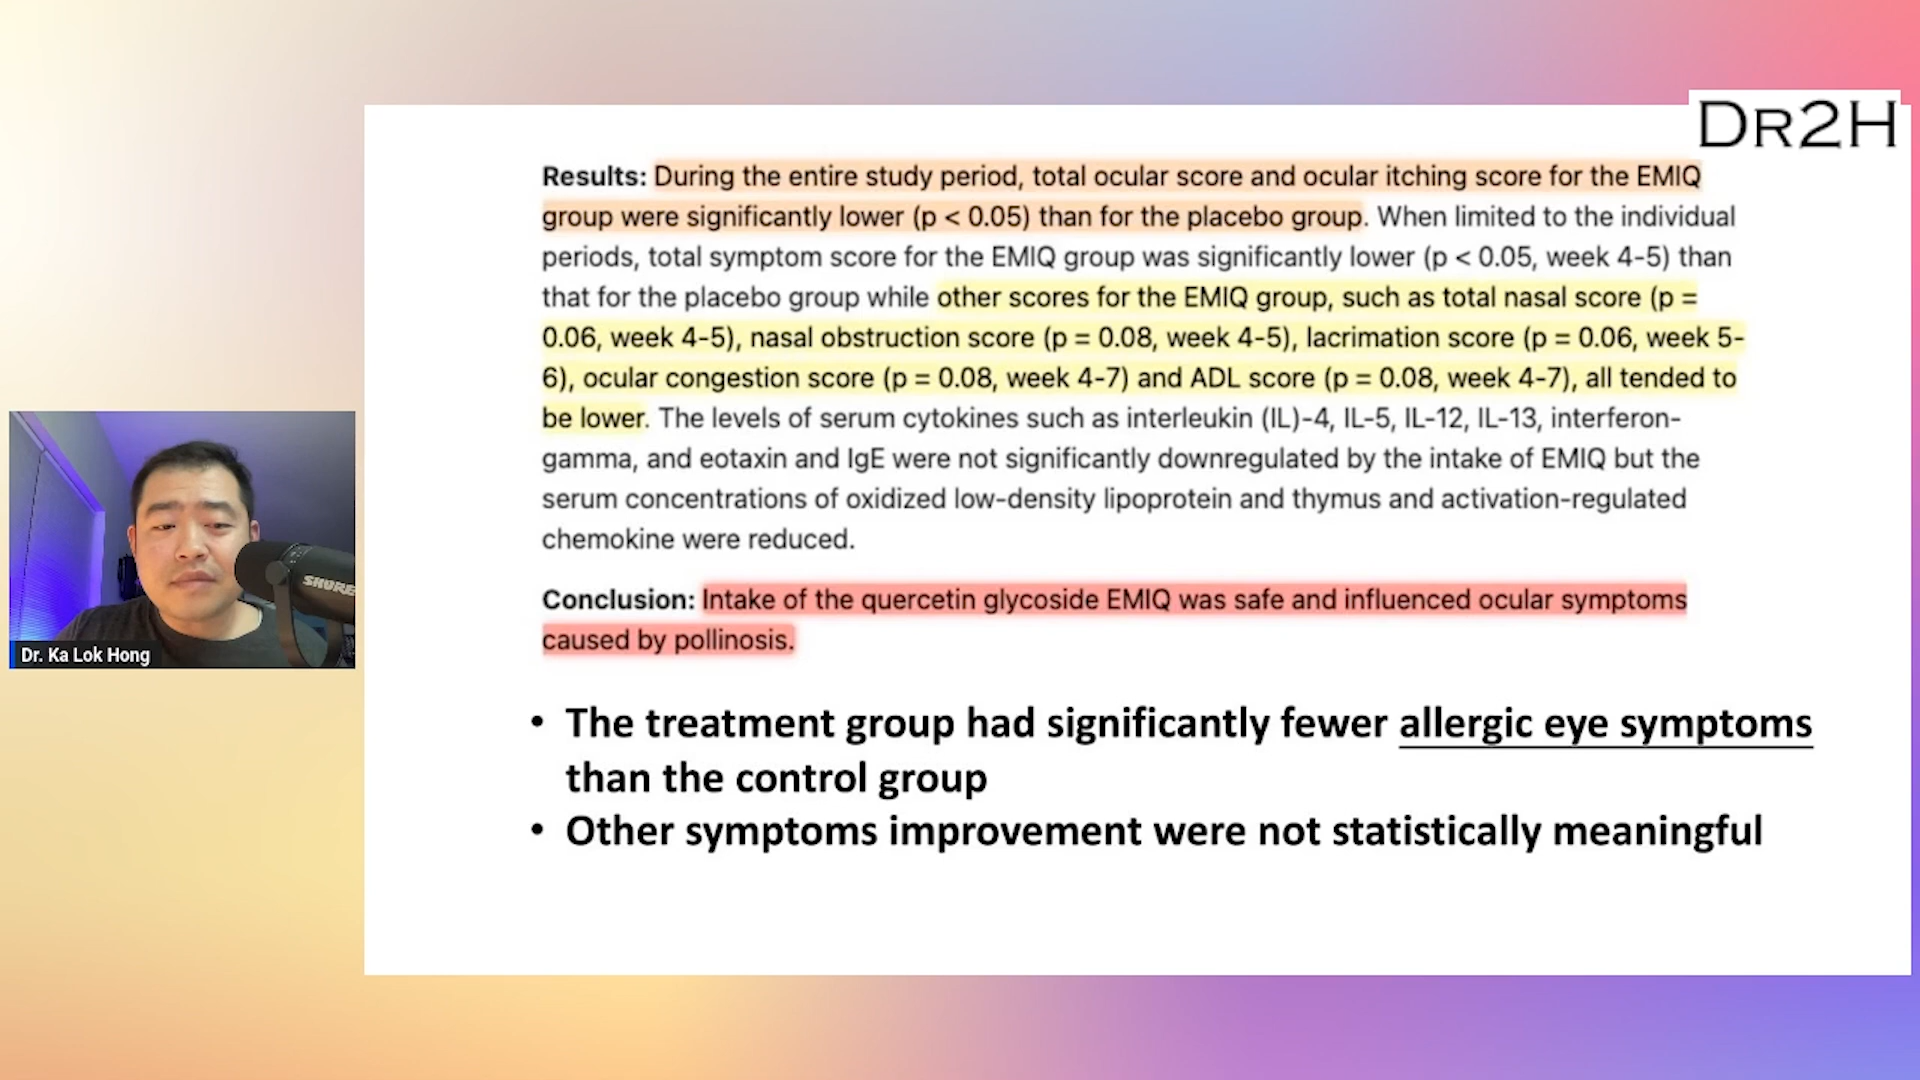 DR2H
Results: During the entire study period, total ocular score and ocular itching score for the EMIQ
group were significantly lower (p < 0.05) than for the placebo group. When limited to the individual
periods, total symptom score for the EMIQ group was significantly lower (p < 0.05, week 4-5) than
that for the placebo group while other scores for the EMIQ group, such as total nasal score (p =
0.06, week 4-5), nasal obstruction score (p = 0.08, week 4-5), lacrimation score (p = 0.06, week 5-
6), ocular congestion score (p = 0.08, week 4-7) and ADL score (p = 0.08, week 4-7), all tended to
be lower. The levels of serum cytokines such as interleukin (IL)-4, IL-5, IL-12, IL-13, interferon-
gamma, and eotaxin and IgE were not significantly downregulated by the intake of EMIQ but the
serum concentrations of oxidized low-density lipoprotein and thymus and activation-regulated
chemokine were reduced.
Conclusion: Intake of the quercetin glycoside EMIQ was safe and influenced ocular symptoms
caused by pollinosis.
• The treatment group had significantly fewer allergic eye symptoms
than the control group
• Other symptoms improvement were not statistically meaningful
SHURE
Dr. Ka Lok Hong